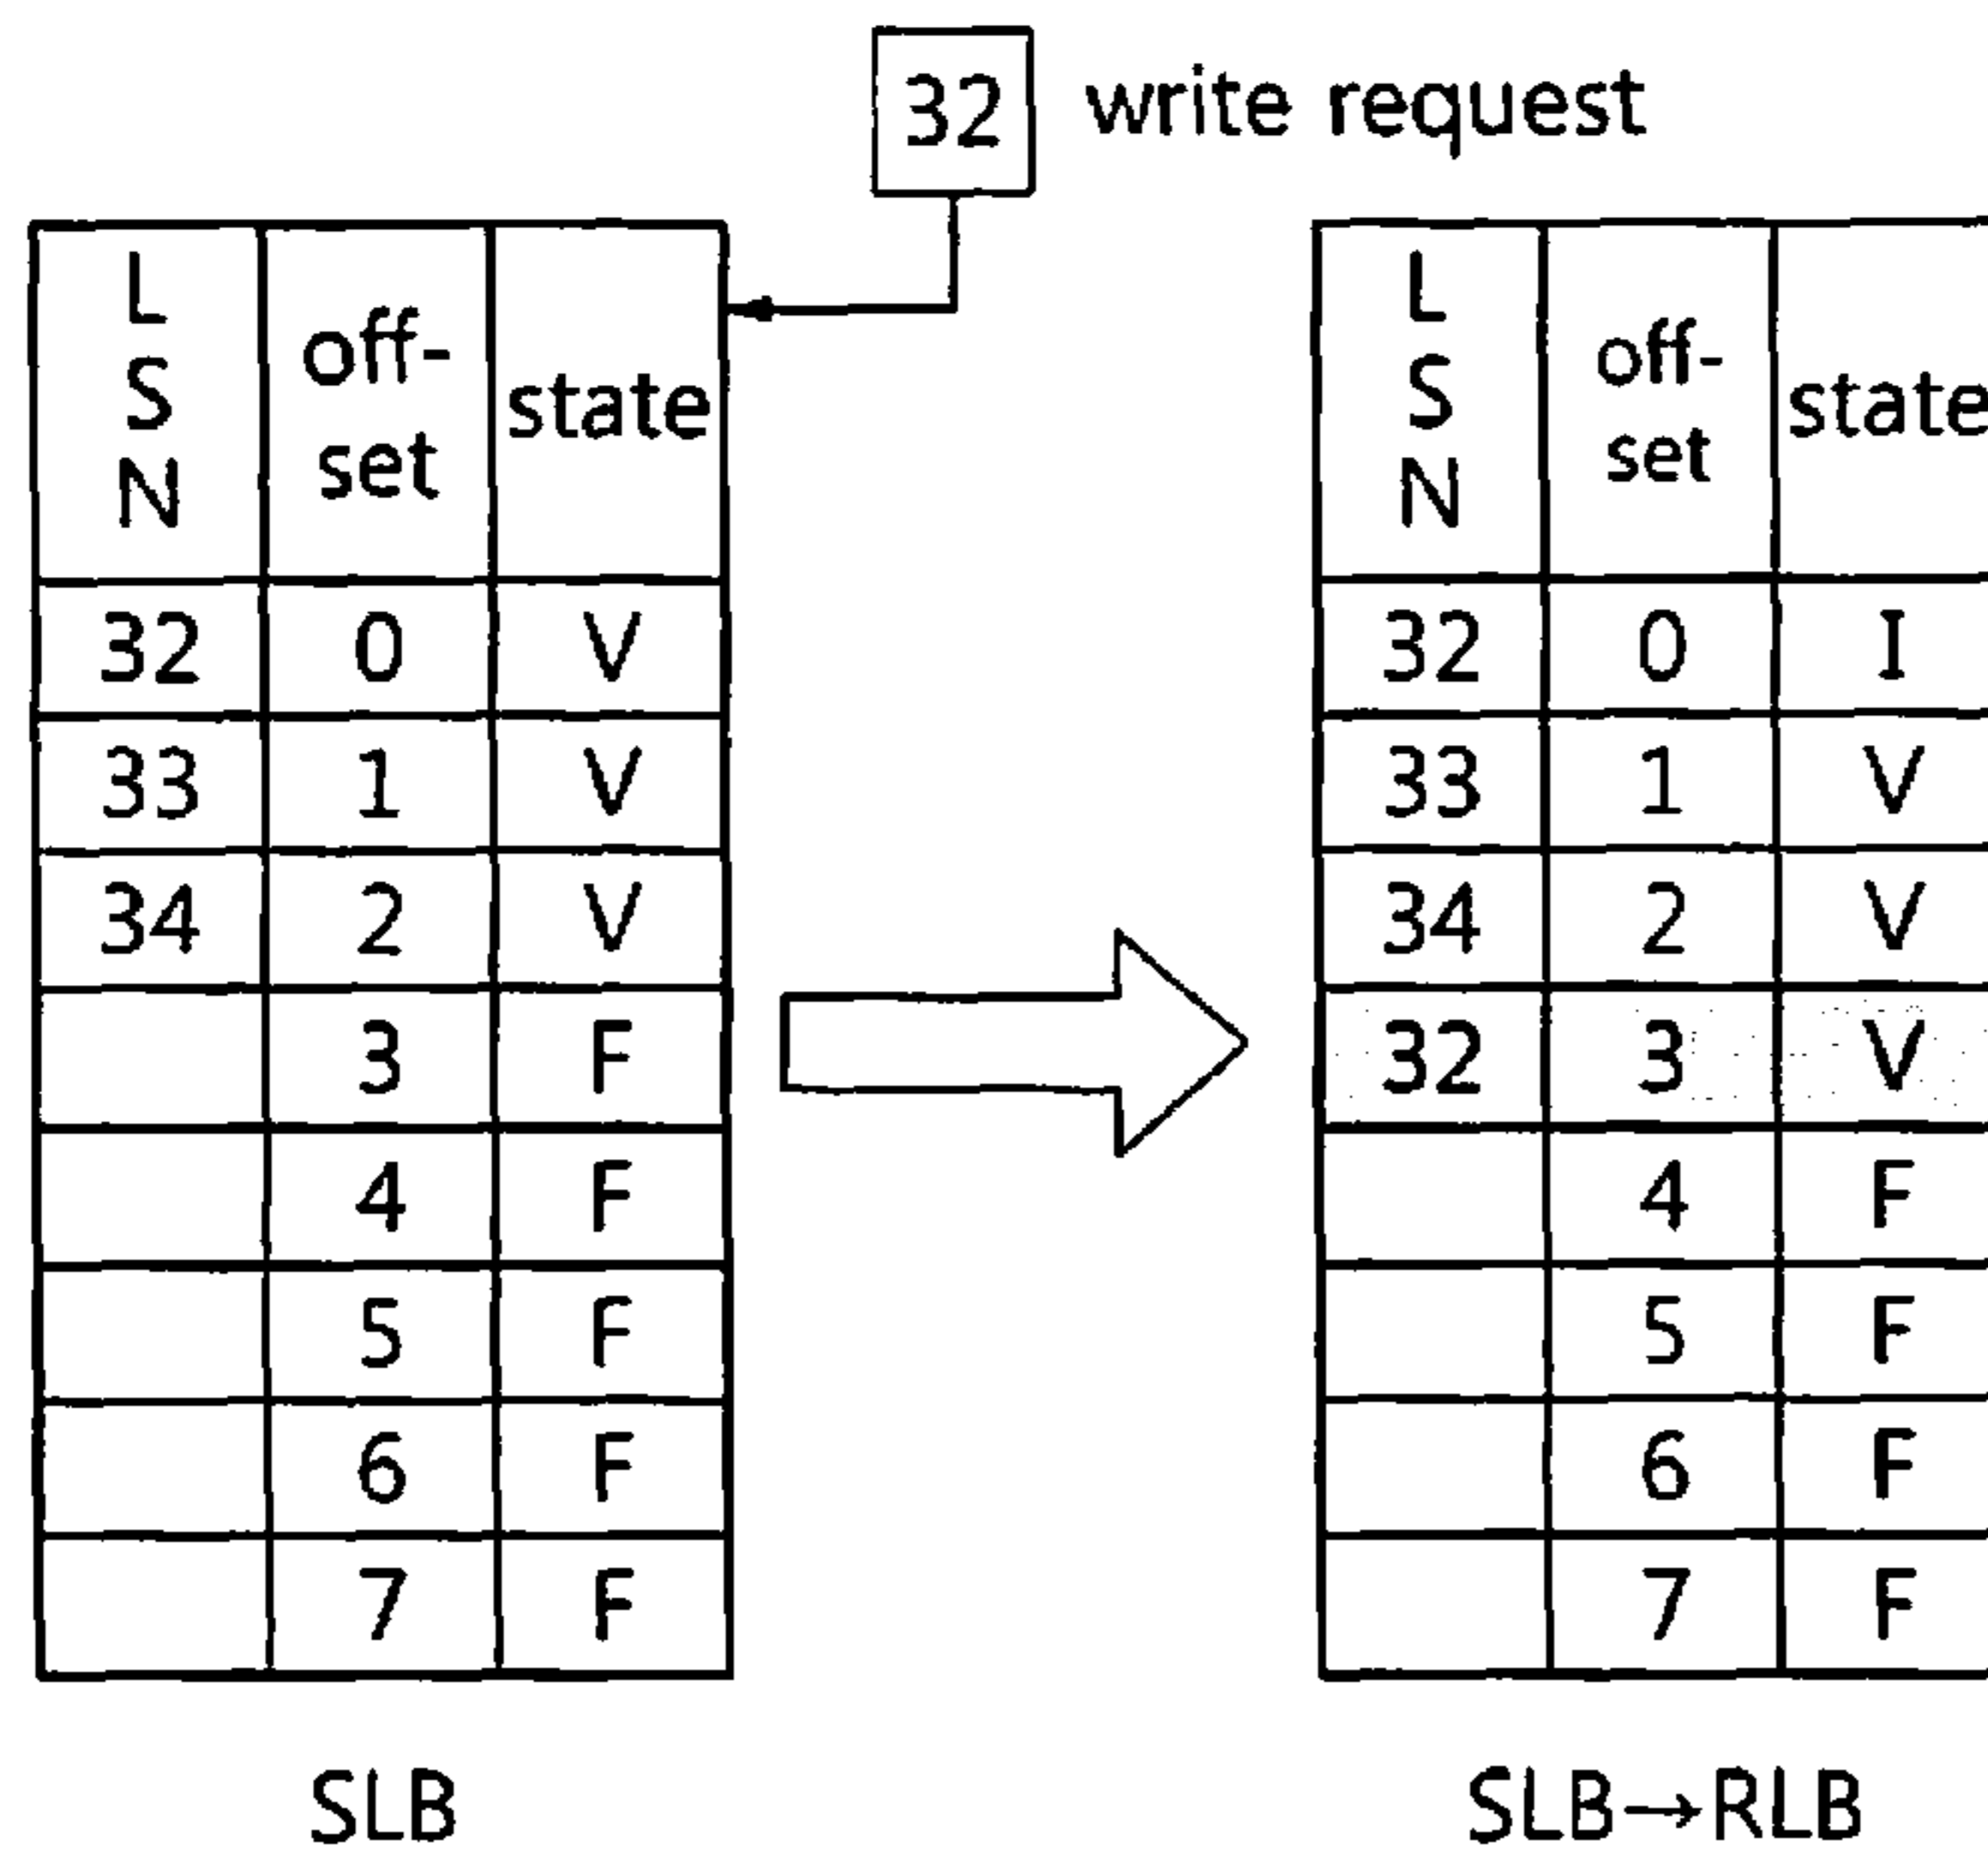 32 write request
L S N off-set state
32 0 V
33 1 V
34 2 V
3 F
4 F
5 F
6 F
7 F
SLB
L S N off-set state
32 0 I
33 1 V
34 2 V
32 3 V
4 F
5 F
6 F
7 F
SLB→RLB